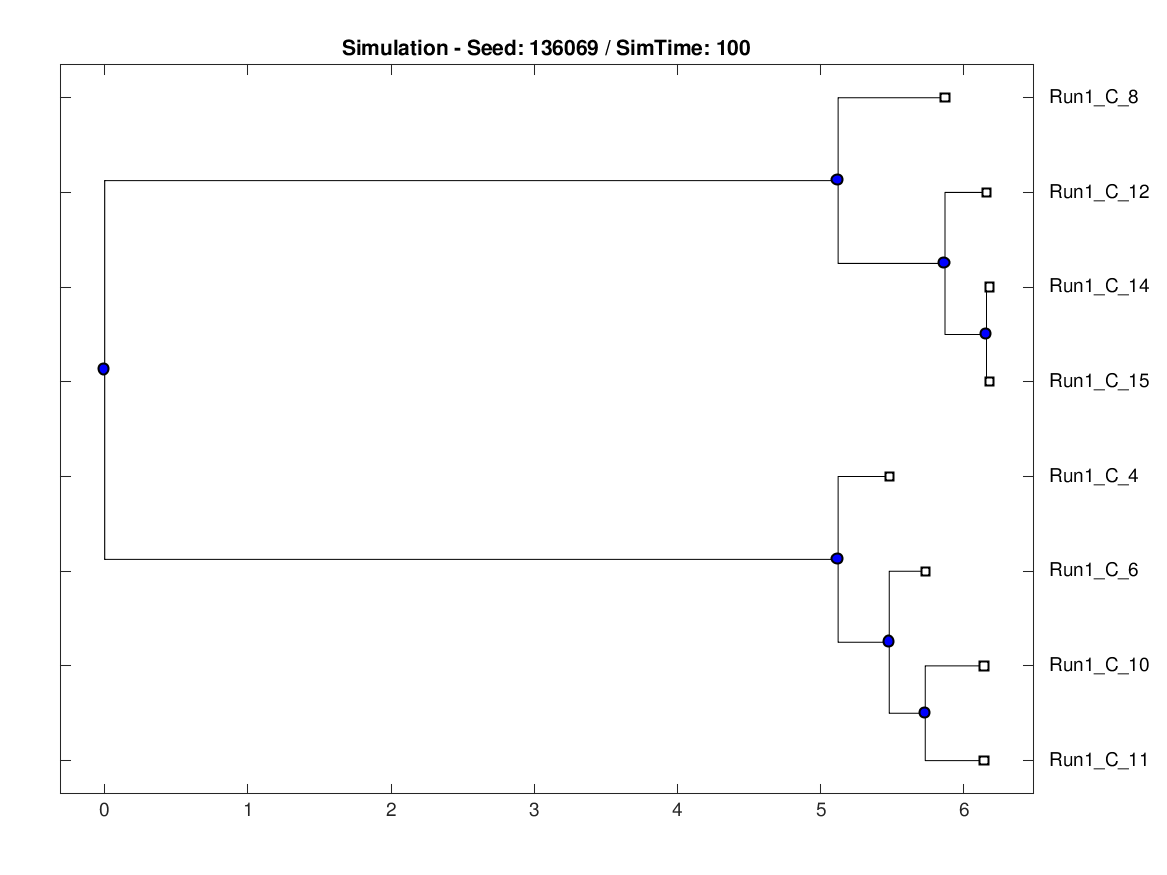 Simulation - Seed: 136069 / SimTime: 100
Run1_C_8
Run1_C_12
Run1_C_14
Run1_C_15
Run1_C_4
Run1_C_6
Run1_C_10
Run1_C_11
0 1 2 3 4 5 6